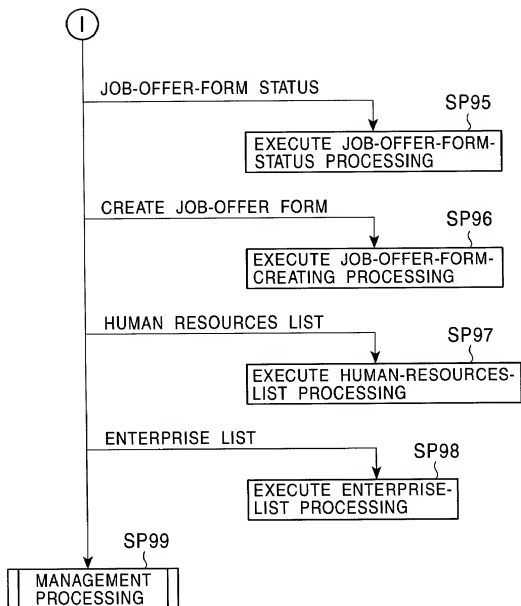 I
JOB-OFFER-FORM STATUS
SP95
EXECUTE JOB-OFFER-FORM-
STATUS PROCESSING
CREATE JOB-OFFER FORM
SP96
EXECUTE JOB-OFFER-FORM-
CREATING PROCESSING
HUMAN RESOURCES LIST
SP97
EXECUTE HUMAN-RESOURCES-
LIST PROCESSING
ENTERPRISE LIST
SP98
EXECUTE ENTERPRISE-
LIST PROCESSING
SP99
MANAGEMENT
PROCESSING